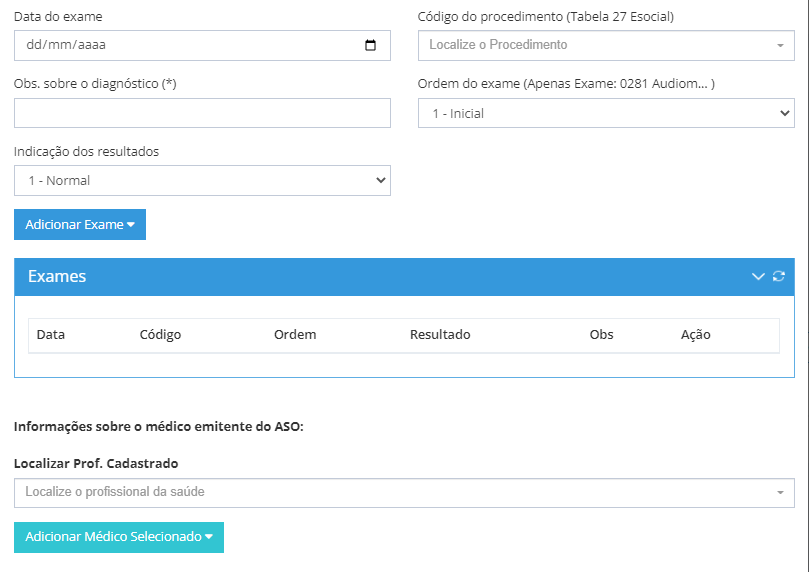 Data do exame
Código do procedimento (Tabela 27 Esocial)
dd/mm/aaaa
Localize o Procedimento
Obs. sobre o diagnóstico (*)
Ordem do exame (Apenas Exame: 0281 Audiom... )
1 - Inicial
Indicação dos resultados
1 - Normal
Adicionar Exame
Exames
Data Código Ordem Resultado Obs Ação
Informações sobre o médico emitente do ASO:
Localizar Prof. Cadastrado
Localize o profissional da saúde
Adicionar Médico Selecionado